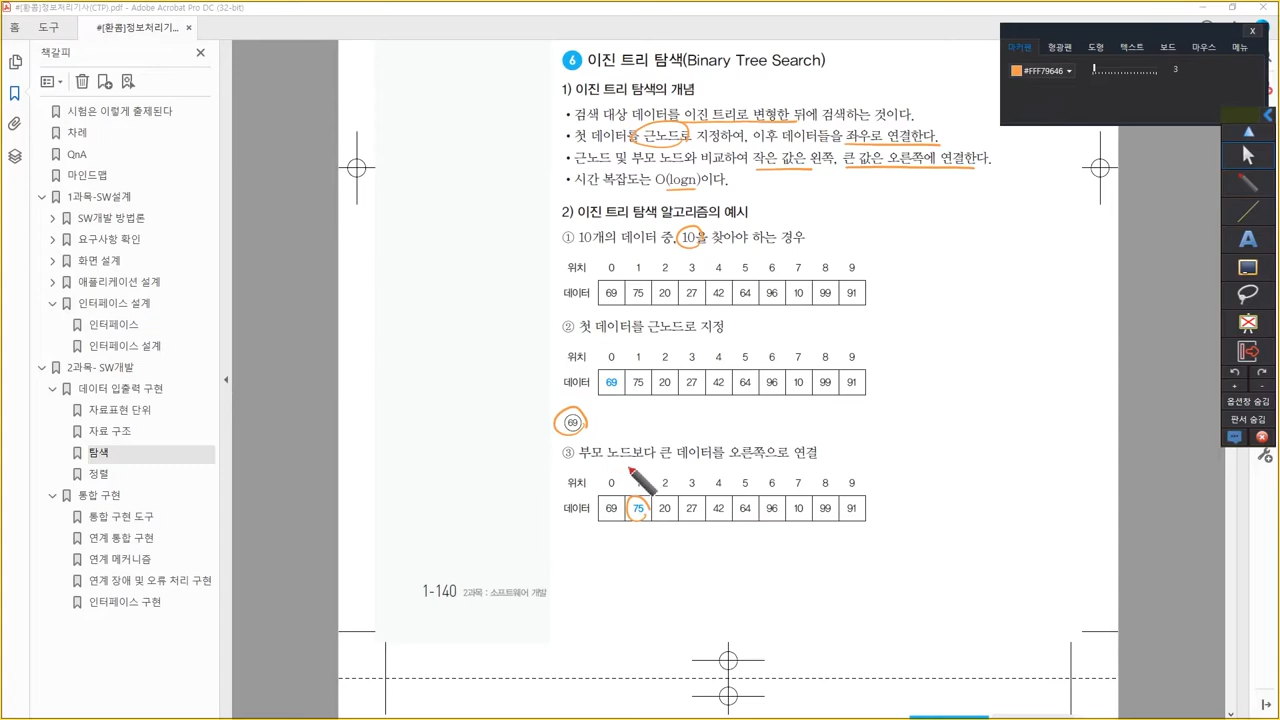 #[환콤]정보처리기사(CTP).pdf - Adobe Acrobat Pro DC (32-bit)
홈 도구 #[환콤]정보처리기... ×
책갈피
시험은 이렇게 출제된다
차례
QnA
마인드맵
1과목-SW설계
SW개발 방법론
요구사항 확인
화면 설계
애플리케이션 설계
인터페이스 설계
인터페이스
인터페이스 설계
2과목- SW개발
데이터 입출력 구현
자료표현 단위
자료 구조
탐색
정렬
통합 구현
통합 구현 도구
연계 통합 구현
연계 메커니즘
연계 장애 및 오류 처리 구현
인터페이스 구현
6 이진 트리 탐색(Binary Tree Search)
1) 이진 트리 탐색의 개념
• 검색 대상 데이터를 이진 트리로 변형한 뒤에 검색하는 것이다.
• 첫 데이터를 근노드로 지정하여, 이후 데이터들을 좌우로 연결한다.
• 근노드 및 부모 노드와 비교하여 작은 값은 왼쪽, 큰 값은 오른쪽에 연결한다.
• 시간 복잡도는 O(logn)이다.
2) 이진 트리 탐색 알고리즘의 예시
① 10개의 데이터 중, 10을 찾아야 하는 경우
위치 0 1 2 3 4 5 6 7 8 9
데이터 69 75 20 27 42 64 96 10 99 91
② 첫 데이터를 근노드로 지정
위치 0 1 2 3 4 5 6 7 8 9
데이터 69 75 20 27 42 64 96 10 99 91
69
③ 부모 노드보다 큰 데이터를 오른쪽으로 연결
위치 0 1 2 3 4 5 6 7 8 9
데이터 69 75 20 27 42 64 96 10 99 91
1-140 2과목 : 소프트웨어 개발
마커펜 형광펜 도형 텍스트 보드 마우스 메뉴
#FFF79646 3
옵션창 숨김
판서 숨김